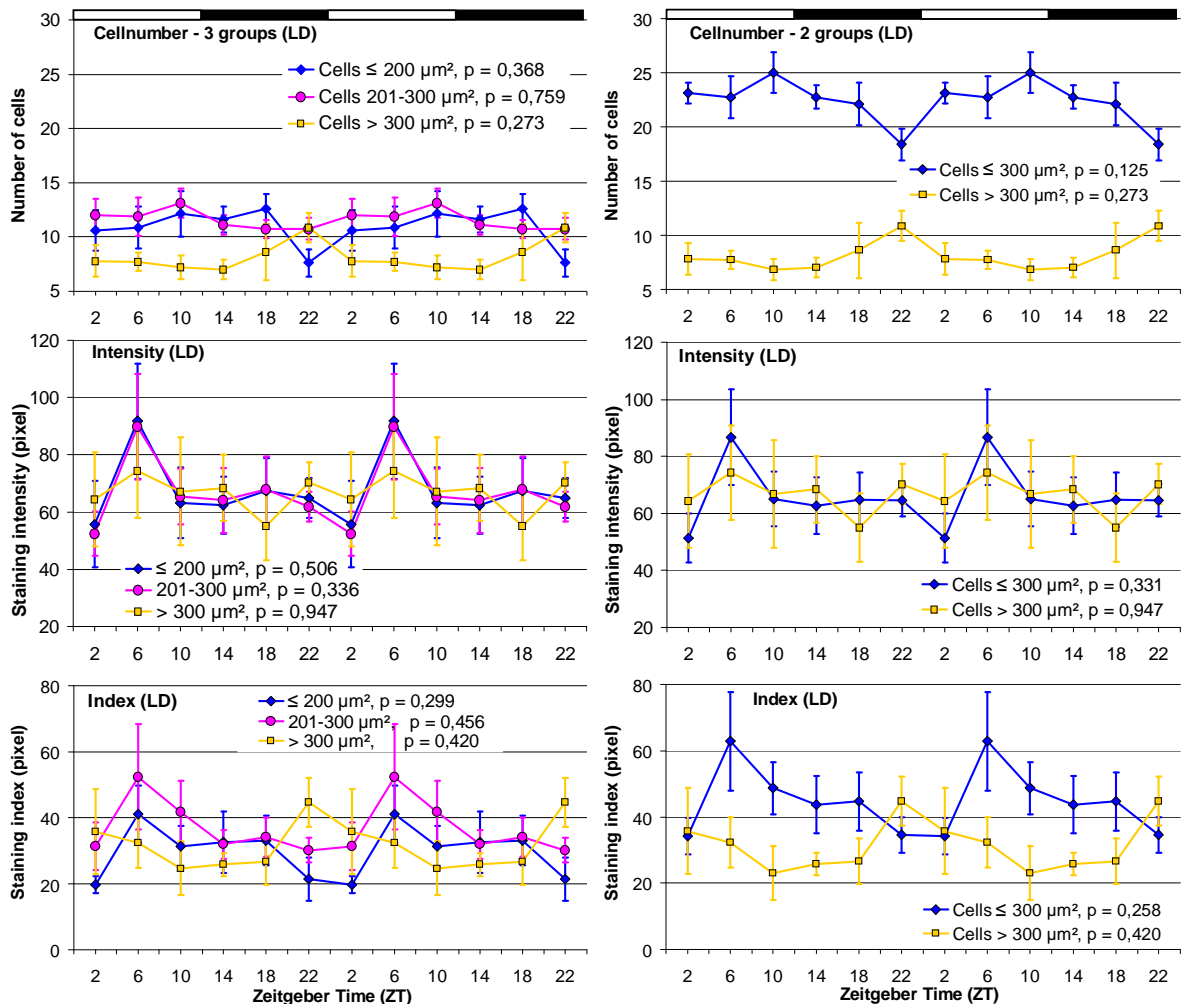 Cellnumber - 3 groups (LD)
Cells ≤ 200 µm², p = 0,368
Cells 201-300 µm², p = 0,759
Cells > 300 µm², p = 0,273
Number of cells
30
25
20
15
10
5
2 6 10 14 18 22 2 6 10 14 18 22
Cellnumber - 2 groups (LD)
Cells ≤ 300 µm², p = 0,125
Cells > 300 µm², p = 0,273
Number of cells
30
25
20
15
10
5
2 6 10 14 18 22 2 6 10 14 18 22
Intensity (LD)
≤ 200 µm², p = 0,506
201-300 µm², p = 0,336
> 300 µm², p = 0,947
Staining intensity (pixel)
120
100
80
60
40
20
2 6 10 14 18 22 2 6 10 14 18 22
Intensity (LD)
Cells ≤ 300 µm², p = 0,331
Cells > 300 µm², p = 0,947
Staining intensity (pixel)
120
100
80
60
40
20
2 6 10 14 18 22 2 6 10 14 18 22
Index (LD)
≤ 200 µm², p = 0,299
201-300 µm², p = 0,456
> 300 µm², p = 0,420
Staining index (pixel)
80
60
40
20
0
2 6 10 14 18 22 2 6 10 14 18 22
Zeitgeber Time (ZT)
Index (LD)
Cells ≤ 300 µm², p = 0,258
Cells > 300 µm², p = 0,420
Staining index (pixel)
80
60
40
20
0
2 6 10 14 18 22 2 6 10 14 18 22
Zeitgeber Time (ZT)